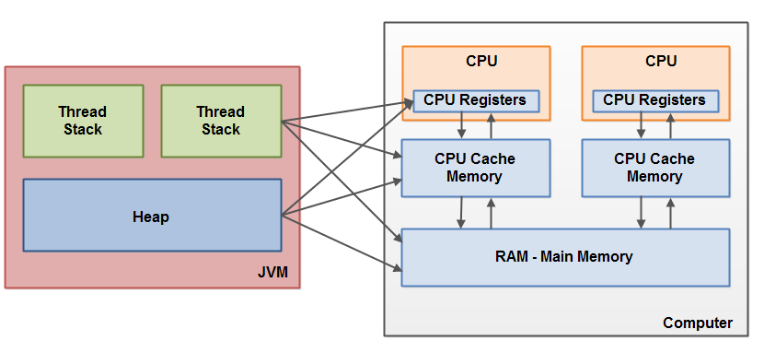 Thread
Stack
Thread
Stack
Heap
JVM
CPU
CPU Registers
CPU Cache
Memory
CPU
CPU Registers
CPU Cache
Memory
RAM - Main Memory
Computer